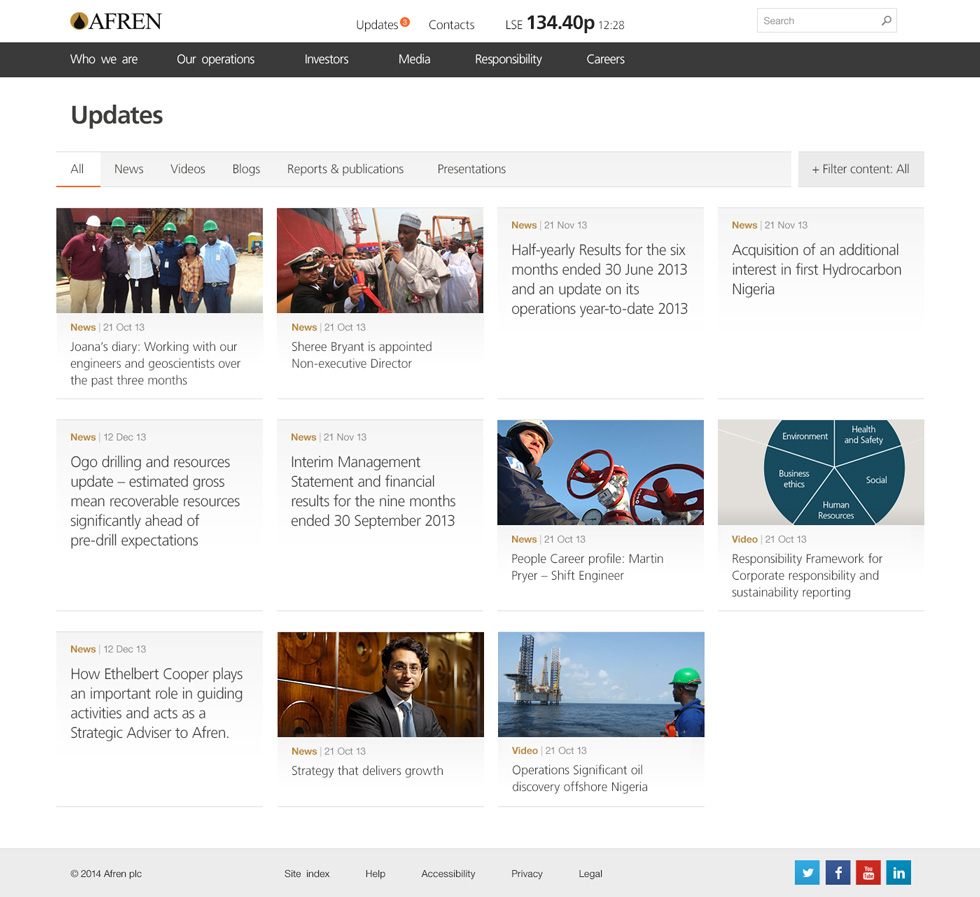 AFREN
Updates 3
Contacts
LSE 134.40p 12:28
Search
Who we are
Our operations
Investors
Media
Responsibility
Careers
Updates
All
News
Videos
Blogs
Reports & publications
Presentations
+ Filter content: All
News | 21 Oct 13
Joana's diary: Working with our
engineers and geoscientists over
the past three months
News | 21 Oct 13
Sheree Bryant is appointed
Non-executive Director
News | 21 Nov 13
Half-yearly Results for the six
months ended 30 June 2013
and an update on its
operations year-to-date 2013
News | 21 Nov 13
Acquisition of an additional
interest in first Hydrocarbon
Nigeria
News | 12 Dec 13
Ogo drilling and resources
update – estimated gross
mean recoverable resources
significantly ahead of
pre-drill expectations
News | 21 Nov 13
Interim Management
Statement and financial
results for the nine months
ended 30 September 2013
News | 21 Oct 13
People Career profile: Martin
Pryer – Shift Engineer
Environment
Health
and Safety
Business
ethics
Social
Human
Resources
Video | 21 Oct 13
Responsibility Framework for
Corporate responsibility and
sustainability reporting
News | 12 Dec 13
How Ethelbert Cooper plays
an important role in guiding
activities and acts as a
Strategic Adviser to Afren.
News | 21 Oct 13
Strategy that delivers growth
Video | 21 Oct 13
Operations Significant oil
discovery offshore Nigeria
© 2014 Afren plc
Site index
Help
Accessibility
Privacy
Legal
f
You
Tube
in